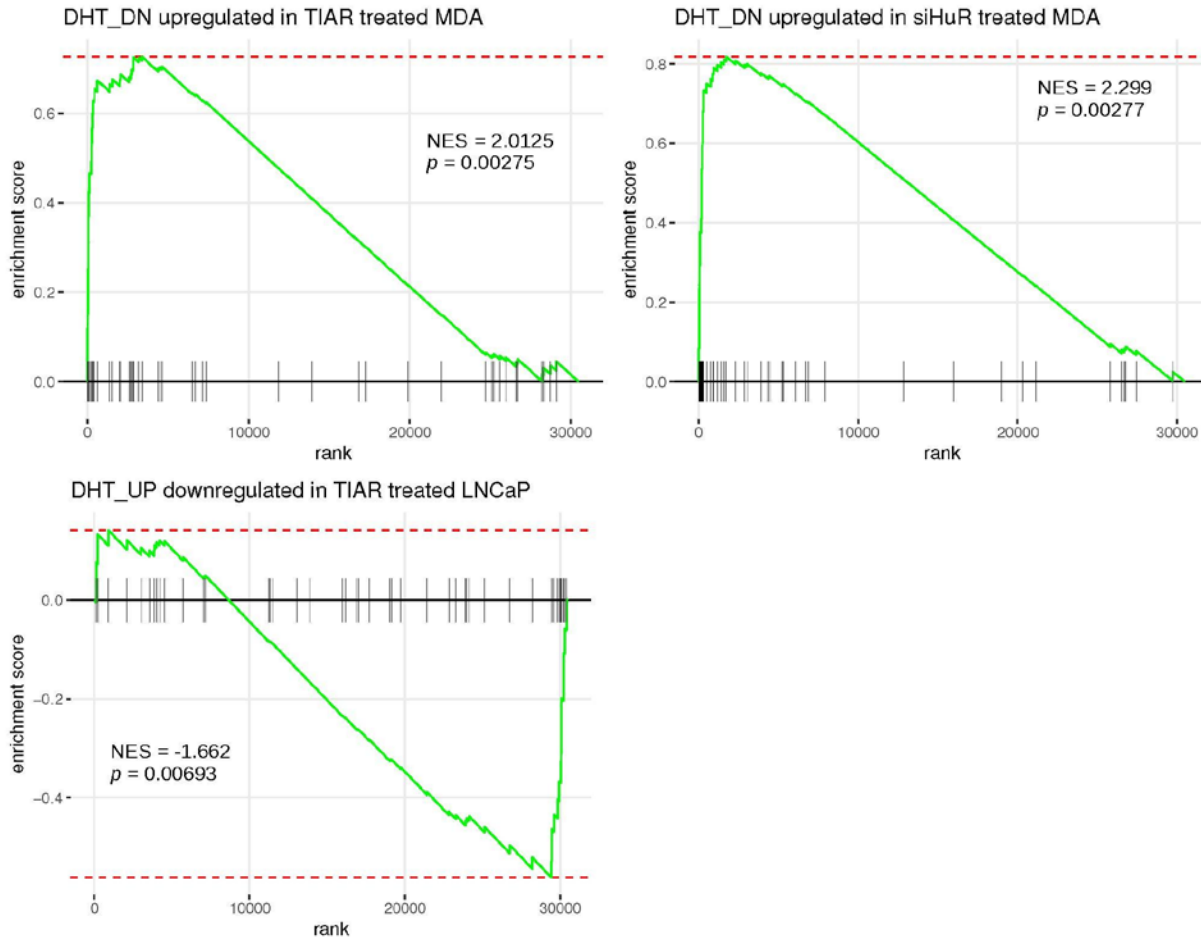 DHT_DN upregulated in TIAR treated MDA
0.6
0.4
0.2
0.0
enrichment score
NES = 2.0125
p = 0.00275
0
10000
20000
30000
rank
DHT_DN upregulated in siHuR treated MDA
0.8
0.6
0.4
0.2
0.0
enrichment score
NES = 2.299
p = 0.00277
0
10000
20000
30000
rank
DHT_UP downregulated in TIAR treated LNCaP
0.0
−0.2
−0.4
enrichment score
NES = -1.662
p = 0.00693
0
10000
20000
30000
rank